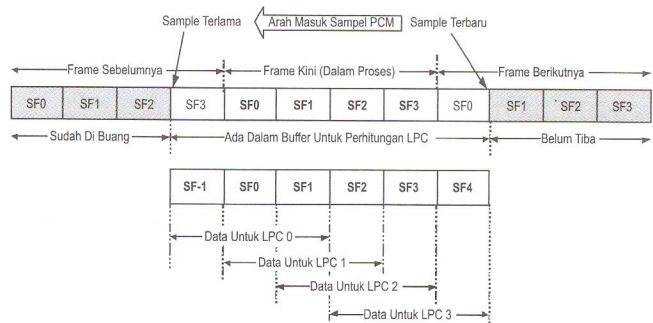 Sample Terlama
Arah Masuk Sampel PCM
Sample Terbaru
Frame Sebelumnya
Frame Kini (Dalam Proses)
Frame Berikutnya
SF0 SF1 SF2 SF3 SF0 SF1 SF2 SF3 SF0 SF1 SF2 SF3
Sudah Di Buang
Ada Dalam Buffer Untuk Perhitungan LPC
Belum Tiba
SF-1 SF0 SF1 SF2 SF3 SF4
Data Untuk LPC 0
Data Untuk LPC 1
Data Untuk LPC 2
Data Untuk LPC 3